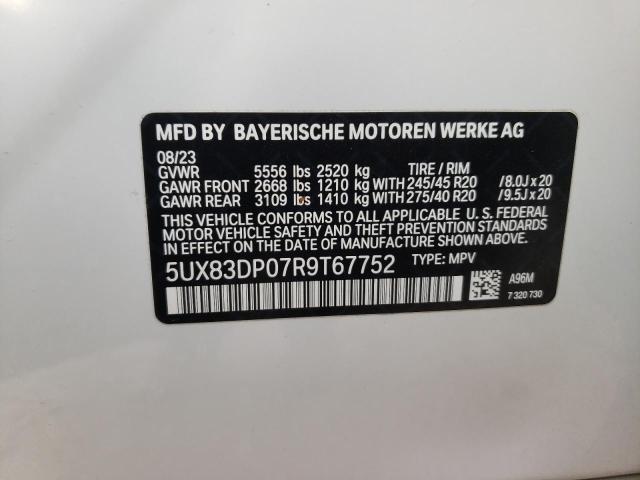 MFD BY BAYERISCHE MOTOREN WERKE AG
08/23
GVWR 5556 lbs 2520 kg TIRE / RIM
GAWR FRONT 2668 lbs 1210 kg WITH 245/45 R20 /8.0J x 20
GAWR REAR 3109 lbs 1410 kg WITH 275/40 R20 /9.5J x 20
THIS VEHICLE CONFORMS TO ALL APPLICABLE U. S. FEDERAL
MOTOR VEHICLE SAFETY AND THEFT PREVENTION STANDARDS
IN EFFECT ON THE DATE OF MANUFACTURE SHOWN ABOVE.
5UX83DP07R9T67752 TYPE: MPV
A96M
7 320 730